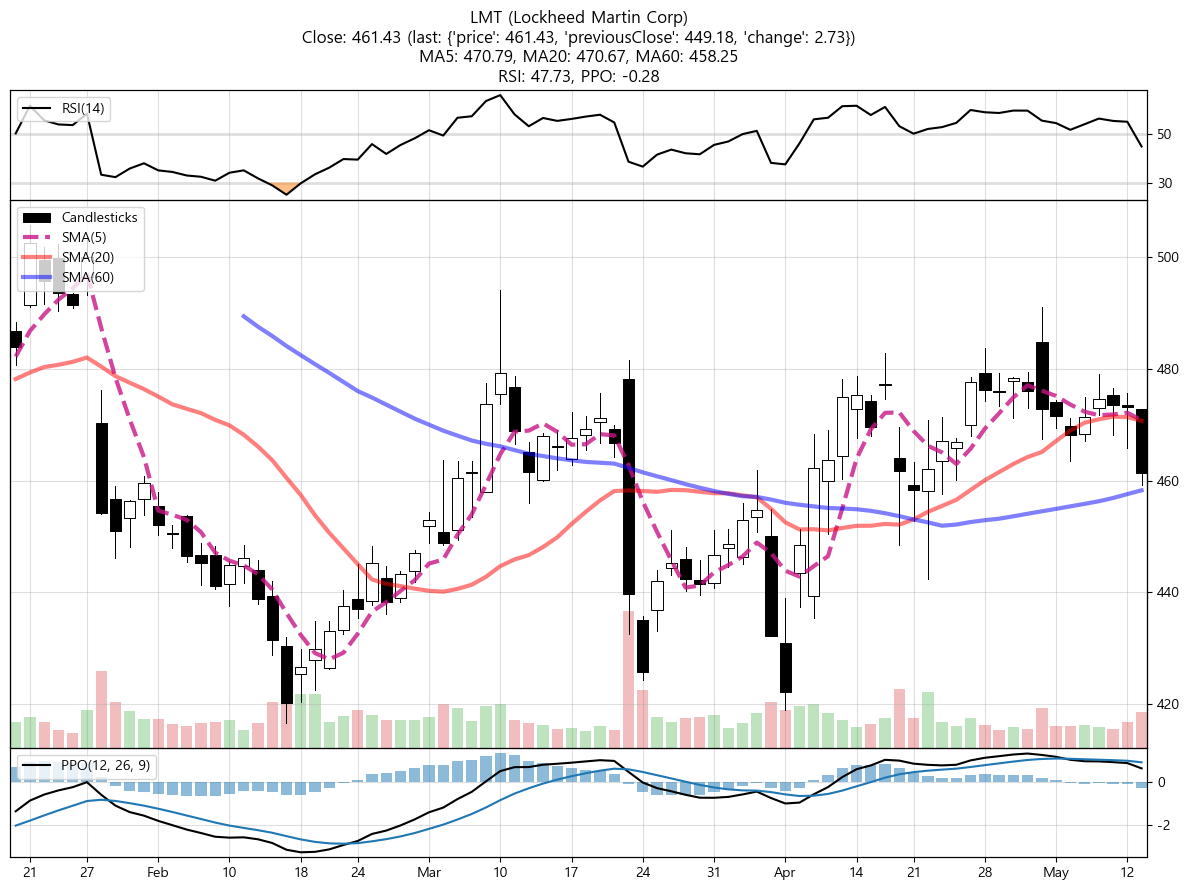 LMT (Lockheed Martin Corp)
Close: 461.43 (last: {'price': 461.43, 'previousClose': 449.18, 'change': 2.73})
MA5: 470.79, MA20: 470.67, MA60: 458.25
RSI: 47.73, PPO: -0.28
RSI(14)
50
30
Candlesticks
SMA(5)
SMA(20)
SMA(60)
500
480
460
440
420
PPO(12, 26, 9)
0
-2
21 27 Feb 10 18 24 Mar 10 17 24 31 Apr 14 21 28 May 12